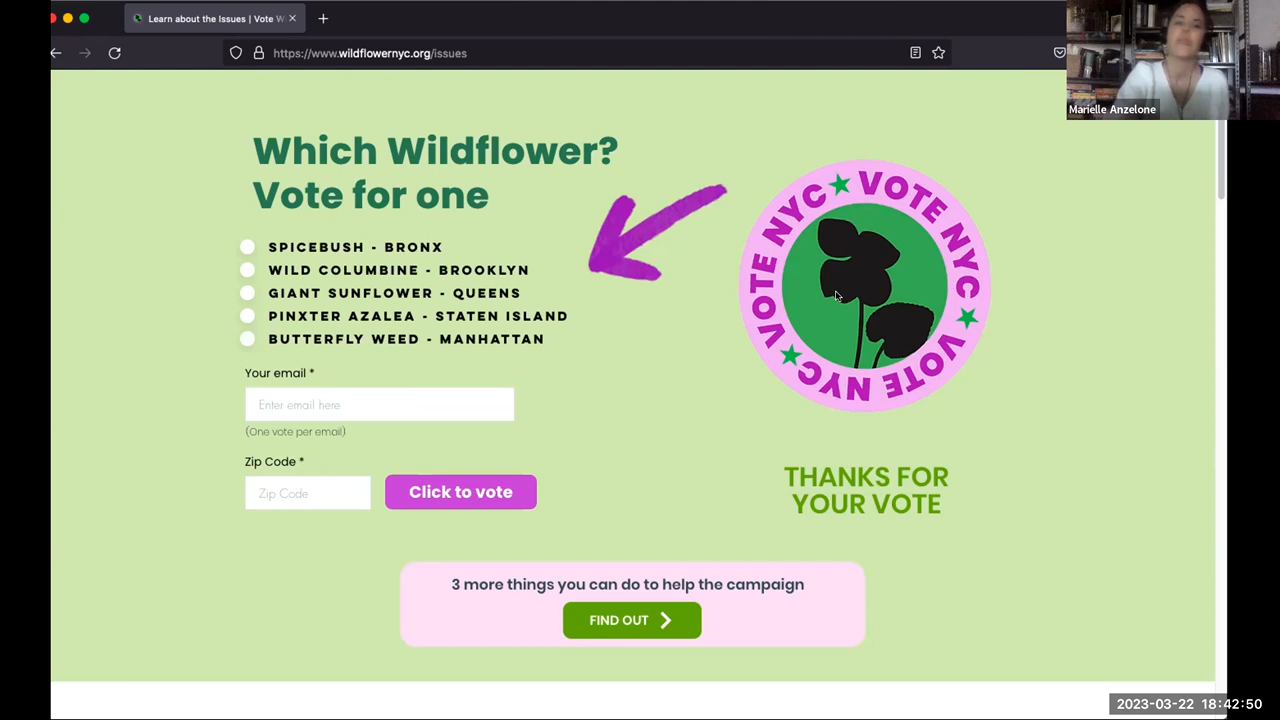 Learn about the Issues | Vote W
https://www.wildflowernyc.org/issues
Marielle Anzelone
Which Wildflower?
Vote for one
SPICEBUSH - BRONX
WILD COLUMBINE - BROOKLYN
GIANT SUNFLOWER - QUEENS
PINXTER AZALEA - STATEN ISLAND
BUTTERFLY WEED - MANHATTAN
Your email *
Enter email here
(One vote per email)
Zip Code *
Zip Code
Click to vote
VOTE NYC ★ VOTE NYC ★ VOTE NYC ★ VOTE NYC ★
THANKS FOR
YOUR VOTE
3 more things you can do to help the campaign
FIND OUT
2023-03-22 18:42:50